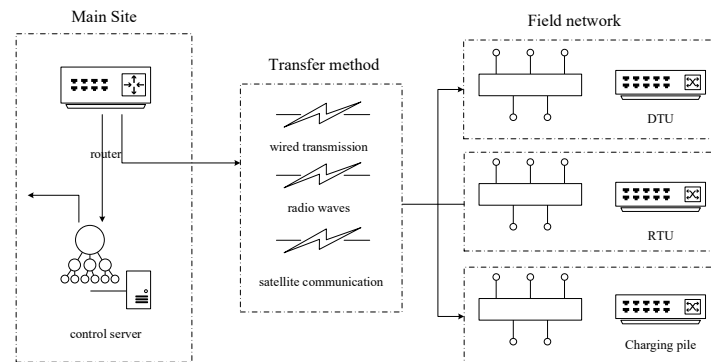 Main Site
router
control server
Transfer method
wired transmission
radio waves
satellite communication
Field network
DTU
RTU
Charging pile